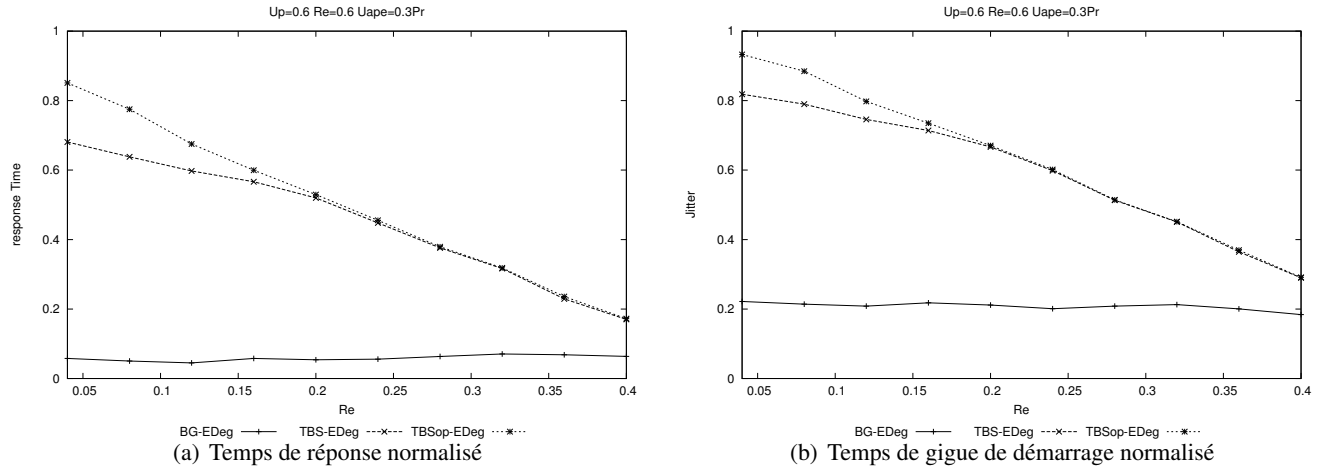 Up=0.6 Re=0.6 Uape=0.3Pr
1
0.8
0.6
0.4
0.2
0
response Time
0.05 0.1 0.15 0.2 0.25 0.3 0.35 0.4
Re
BG-EDeg TBS-EDeg TBSop-EDeg
(a) Temps de réponse normalisé
Up=0.6 Re=0.6 Uape=0.3Pr
1
0.8
0.6
0.4
0.2
0
Jitter
0.05 0.1 0.15 0.2 0.25 0.3 0.35 0.4
Re
BG-EDeg TBS-EDeg TBSop-EDeg
(b) Temps de gigue de démarrage normalisé